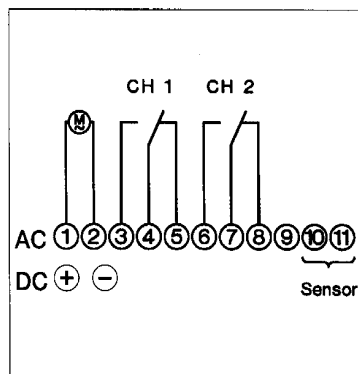 CH 1 CH 2
M
~
AC 1 2 3 4 5 6 7 8 9 10 11
DC + −
Sensor